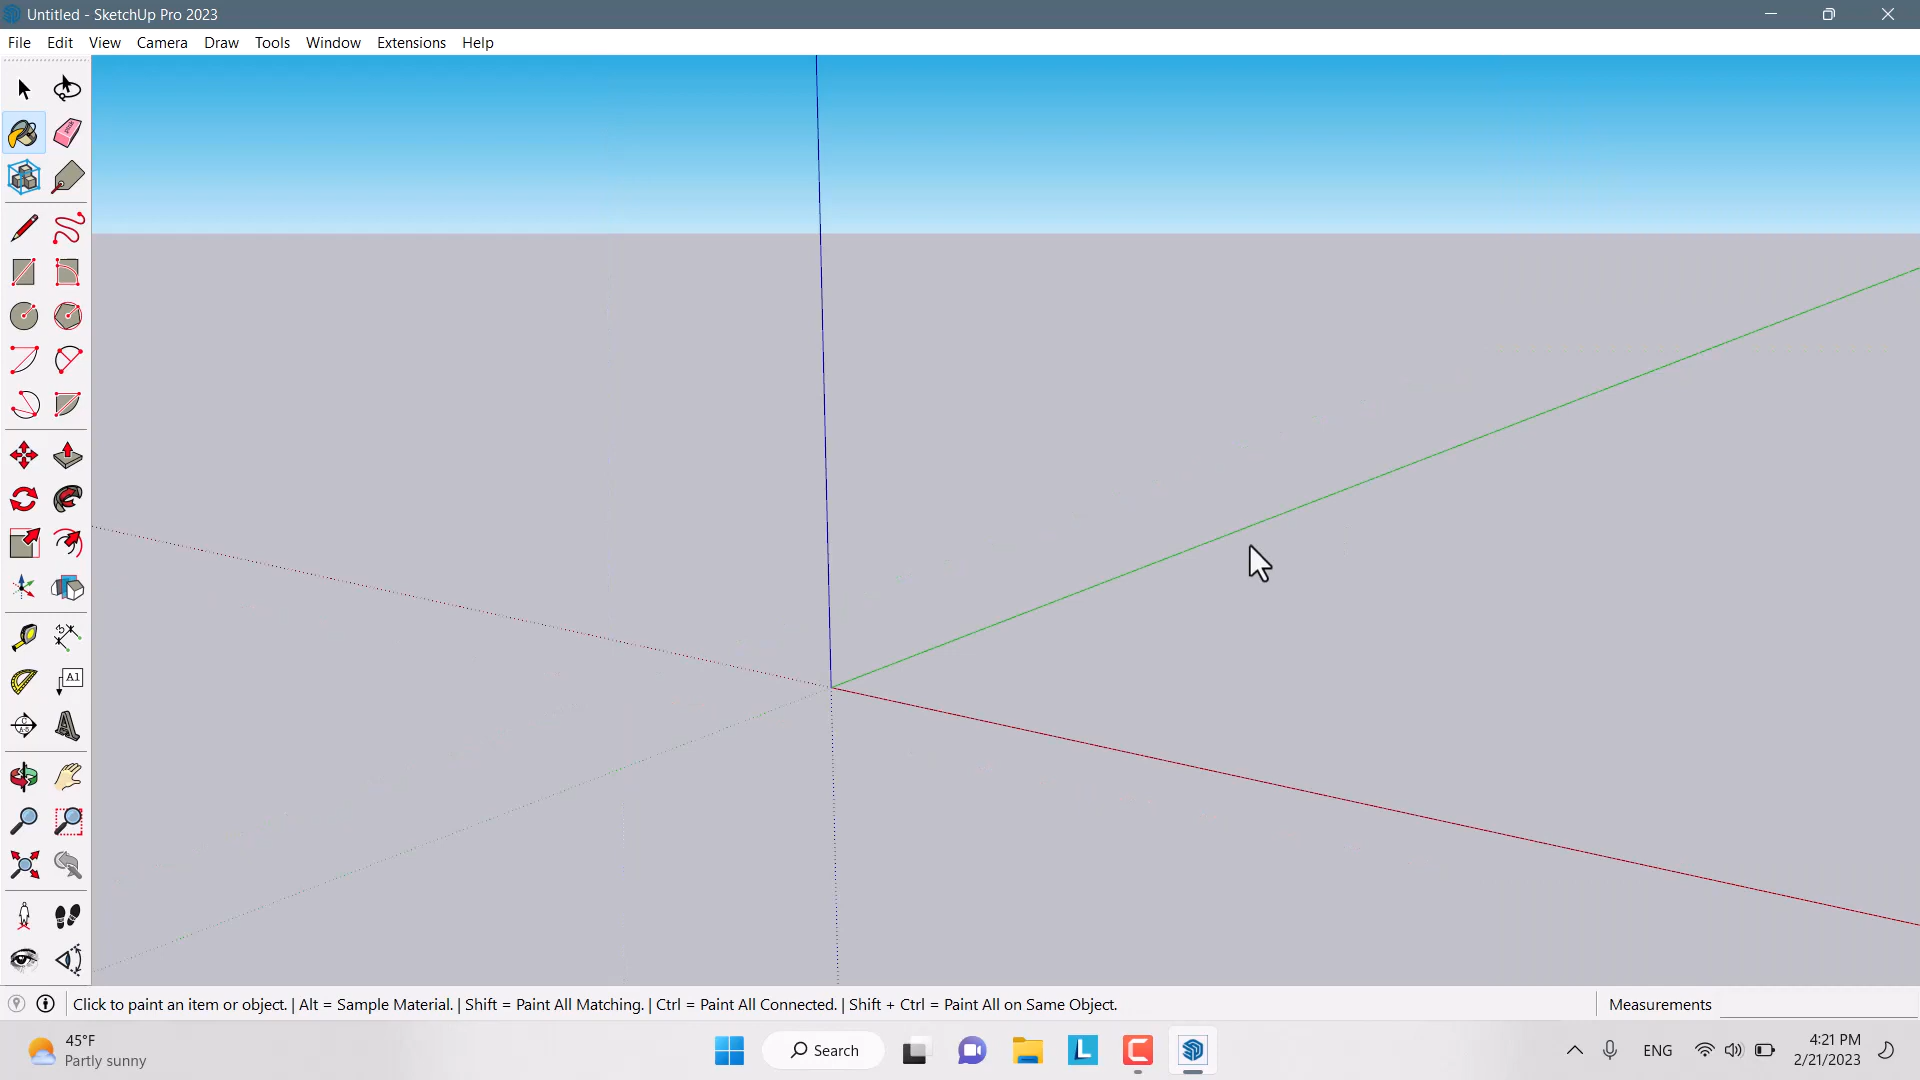 Untitled - SketchUp Pro 2023
File Edit View Camera Draw Tools Window Extensions Help
A1
Click to paint an item or object. | Alt = Sample Material. | Shift = Paint All Matching. | Ctrl = Paint All Connected. | Shift + Ctrl = Paint All on Same Object.
Measurements
45°F
Partly sunny
Search
L
C
ENG
4:21 PM
2/21/2023